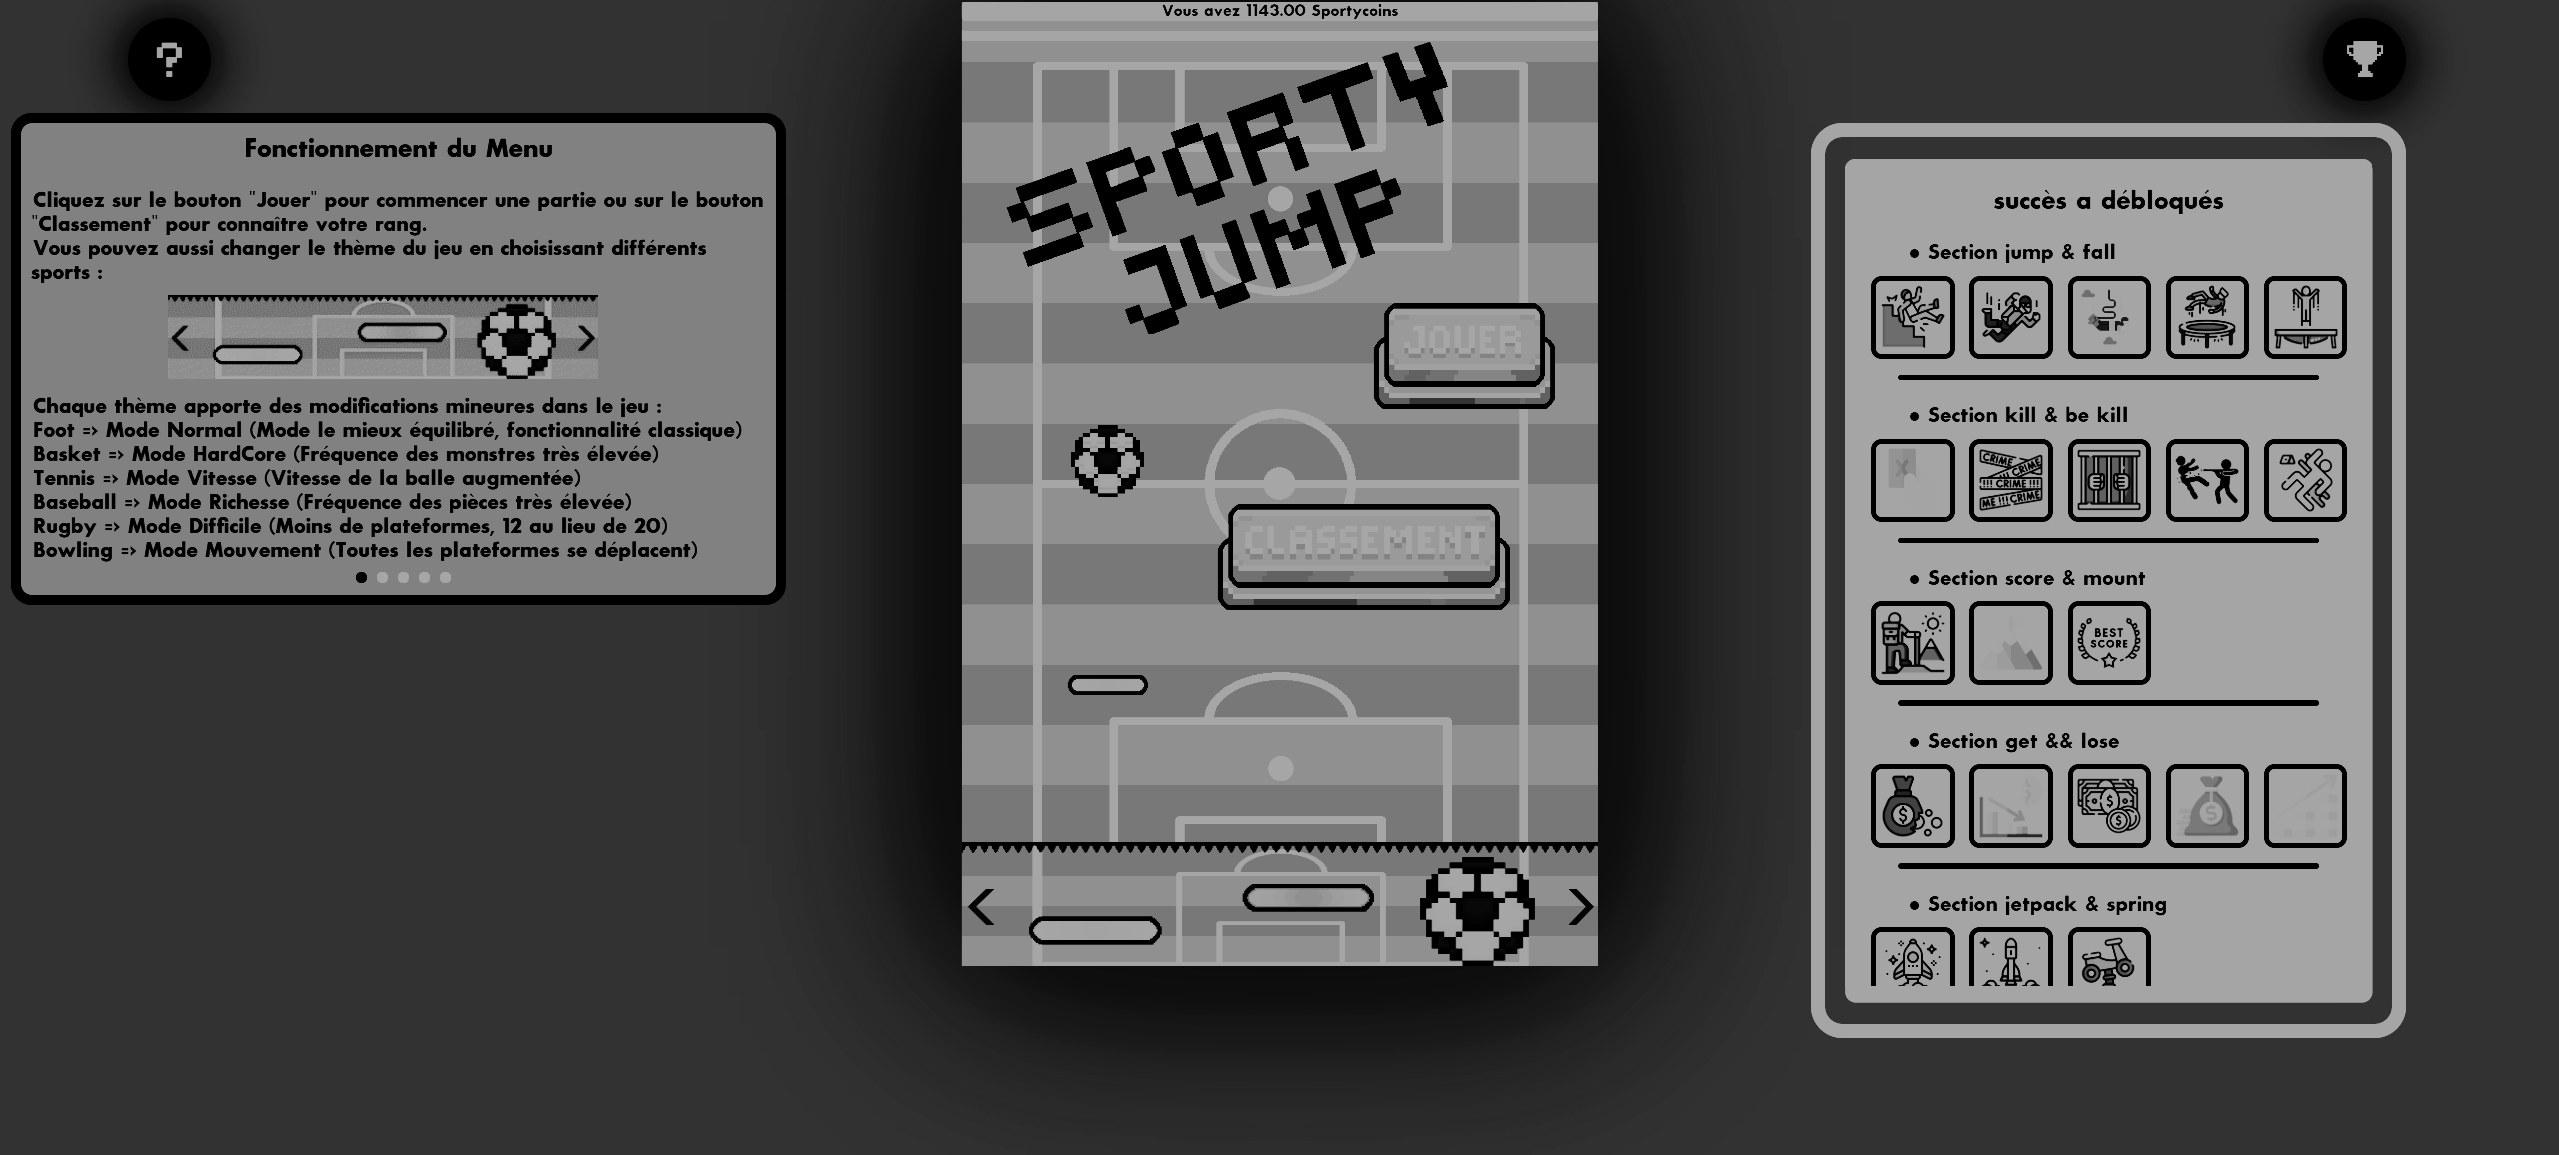 Vous avez 1143.00 Sportycoins
?
Fonctionnement du Menu
Cliquez sur le bouton "Jouer" pour commencer une partie ou sur le bouton
"Classement" pour connaître votre rang.
Vous pouvez aussi changer le thème du jeu en choisissant différents
sports :
Chaque thème apporte des modifications mineures dans le jeu :
Foot => Mode Normal (Mode le mieux équilibré, fonctionnalité classique)
Basket => Mode HardCore (Fréquence des monstres très élevée)
Tennis => Mode Vitesse (Vitesse de la balle augmentée)
Baseball => Mode Richesse (Fréquence des pièces très élevée)
Rugby => Mode Difficile (Moins de plateformes, 12 au lieu de 20)
Bowling => Mode Mouvement (Toutes les plateformes se déplacent)
SPORTY
JUMP
JOUER
CLASSEMENT
succès a débloqués
• Section jump & fall
• Section kill & be kill
CRIME
CRIME
!!! CRIME !!!
ME !!! CRIME
• Section score & mount
BEST
SCORE
• Section get && lose
• Section jetpack & spring